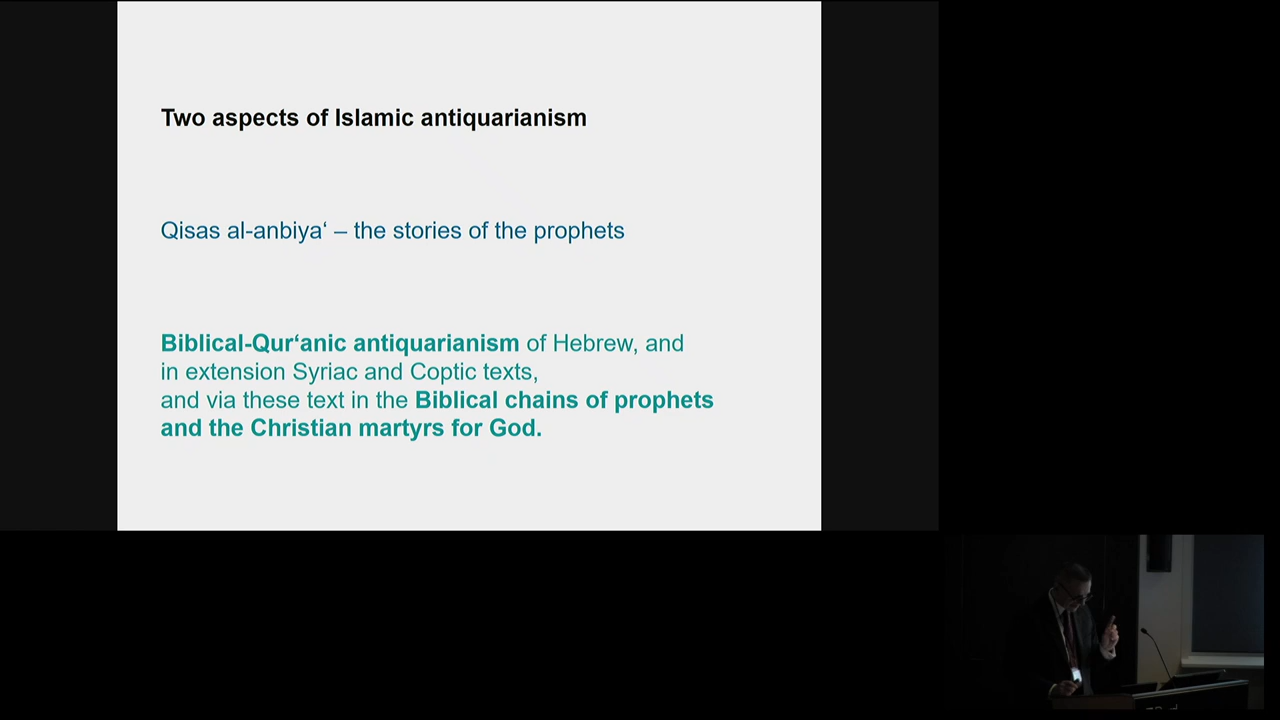 Two aspects of Islamic antiquarianism
Qisas al-anbiya‘ – the stories of the prophets
Biblical-Qur‘anic antiquarianism of Hebrew, and
in extension Syriac and Coptic texts,
and via these text in the Biblical chains of prophets
and the Christian martyrs for God.